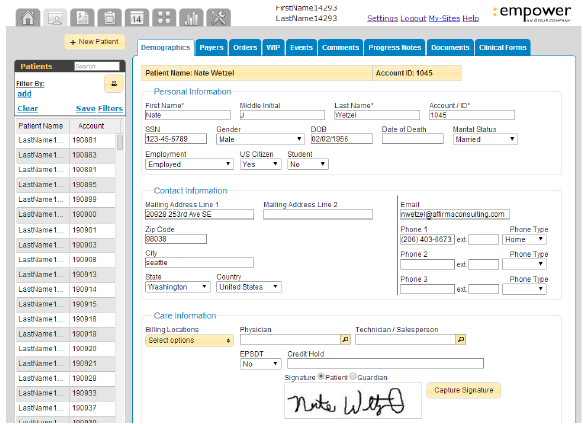 FirstName14293
LastName14293
Settings Logout My-Sites Help
empower
14
+ New Patient
Demographics Payers Orders WIP Events Comments Progress Notes Documents Clinical Forms
Patients Search
Filter By:
add
Clear Save Filters
Patient Name Account
LastName1... 190881
LastName1... 190883
LastName1... 190891
LastName1... 190895
LastName1... 190899
LastName1... 190900
LastName1... 190901
LastName1... 190903
LastName1... 190908
LastName1... 190913
LastName1... 190914
LastName1... 190915
LastName1... 190918
LastName1... 190919
LastName1... 190920
LastName1... 190921
LastName1... 190928
LastName1... 190933
LastName1... 190937
Patient Name: Nate Wetzel Account ID: 1045
Personal Information
First Name* Middle Initial Last Name* Account / ID*
Nate J Wetzel 1045
SSN Gender DOB Date of Death Marital Status
123-45-6789 Male 02/02/1956 Married
Employment US Citizen Student
Employed Yes No
Contact Information
Mailing Address Line 1 Mailing Address Line 2
20928 253rd Ave SE
Zip Code
98038
City
seattle
State Country
Washington United States
Email
nwetzel@affirmaconsulting.com
Phone 1 Phone Type
(206) 403-6673 ext. Home
Phone 2 Phone Type
ext.
Phone 3 Phone Type
ext.
Care Information
Billing Locations Physician Technician / Salesperson
Select options
EPSDT Credit Hold
No
Signature Patient Guardian
Nate Wetzel
Capture Signature